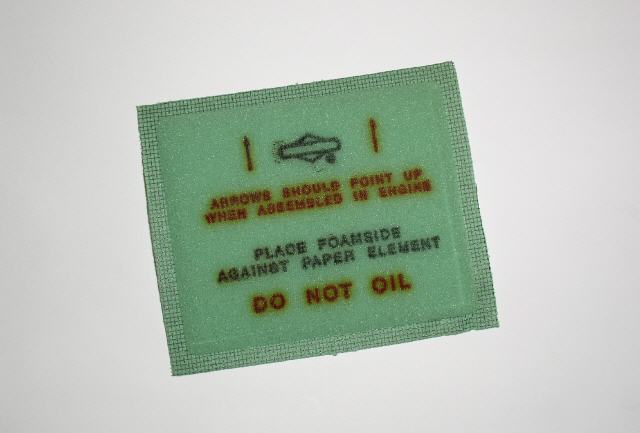 ARROWS SHOULD POINT UP
WHEN ASSEMBLED IN ENGINE
PLACE FOAMSIDE
AGAINST PAPER ELEMENT
DO NOT OIL